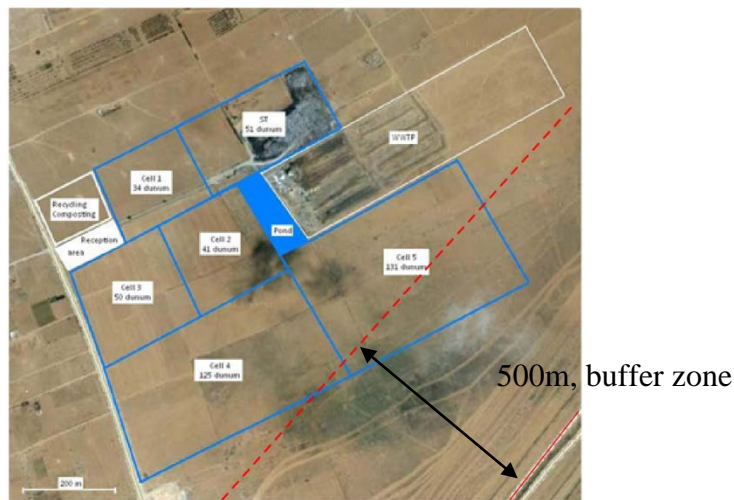 ST
51 dunum
WWTP
Cell 1
34 dunum
Recycling
Composting
Reception
area
Cell 2
41 dunum
Pond
Cell 5
131 dunum
Cell 3
50 dunum
Cell 4
125 dunum
500m, buffer zone
200 m